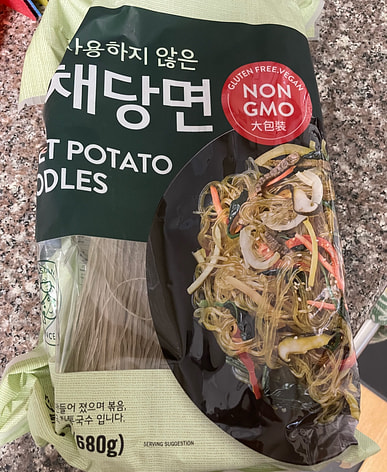 사용하지 않은
채당면
GLUTEN FREE, VEGAN
NON
GMO
大包裝
ET POTATO
ODLES
들어 졌으며 볶음,
국수 입니다.
(680g)
SERVING SUGGESTION